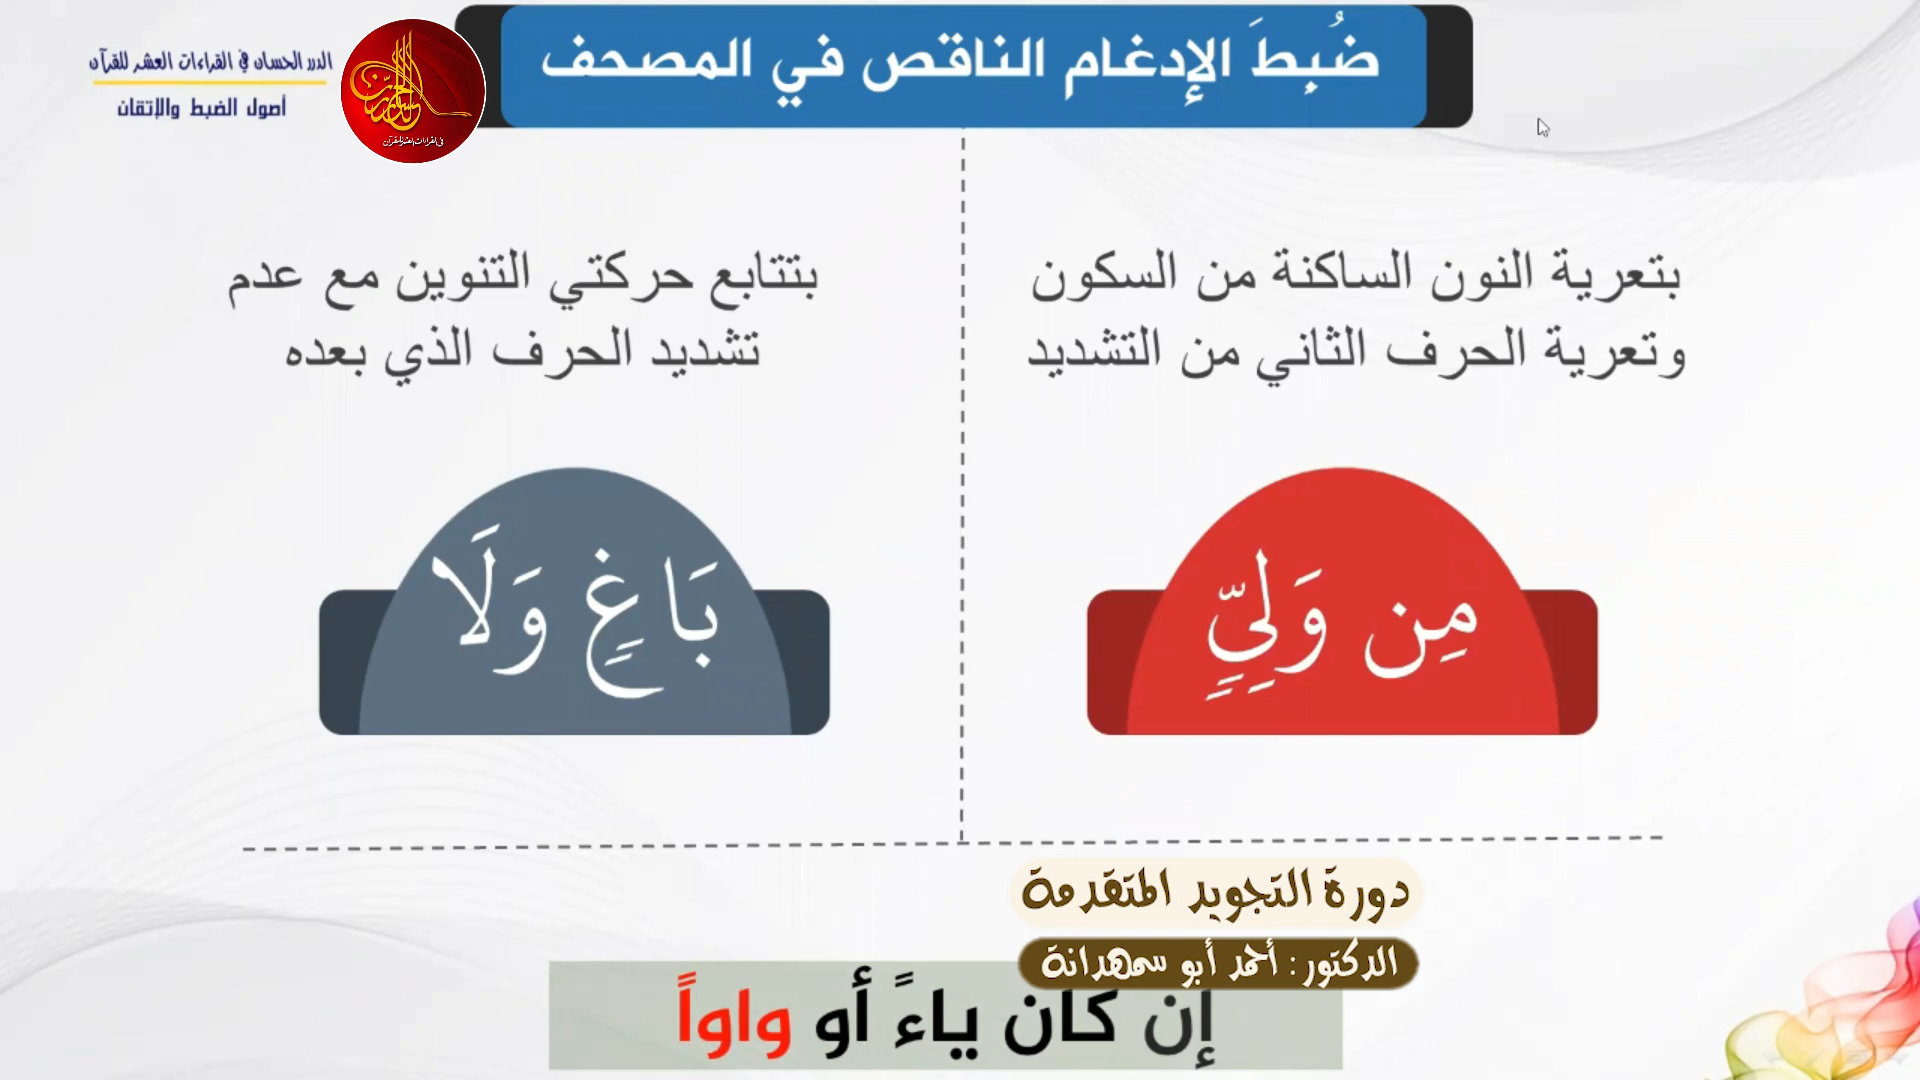 ضُبِطَ الإدغام الناقص في المصحف
الدرر الحسان في القراءات العشر للقرآن
أصول الضبط والإتقان
بتعرية النون الساكنة من السكون
وتعرية الحرف الثاني من التشديد
بتتابع حركتي التنوين مع عدم
تشديد الحرف الذي بعده
مِن وَلِيّٖ
بَاغٖ وَلَا
دورة التجويد المتقدمة
الدكتور: أحمد أبو سمهدانة
إن كان ياءً أو واواً